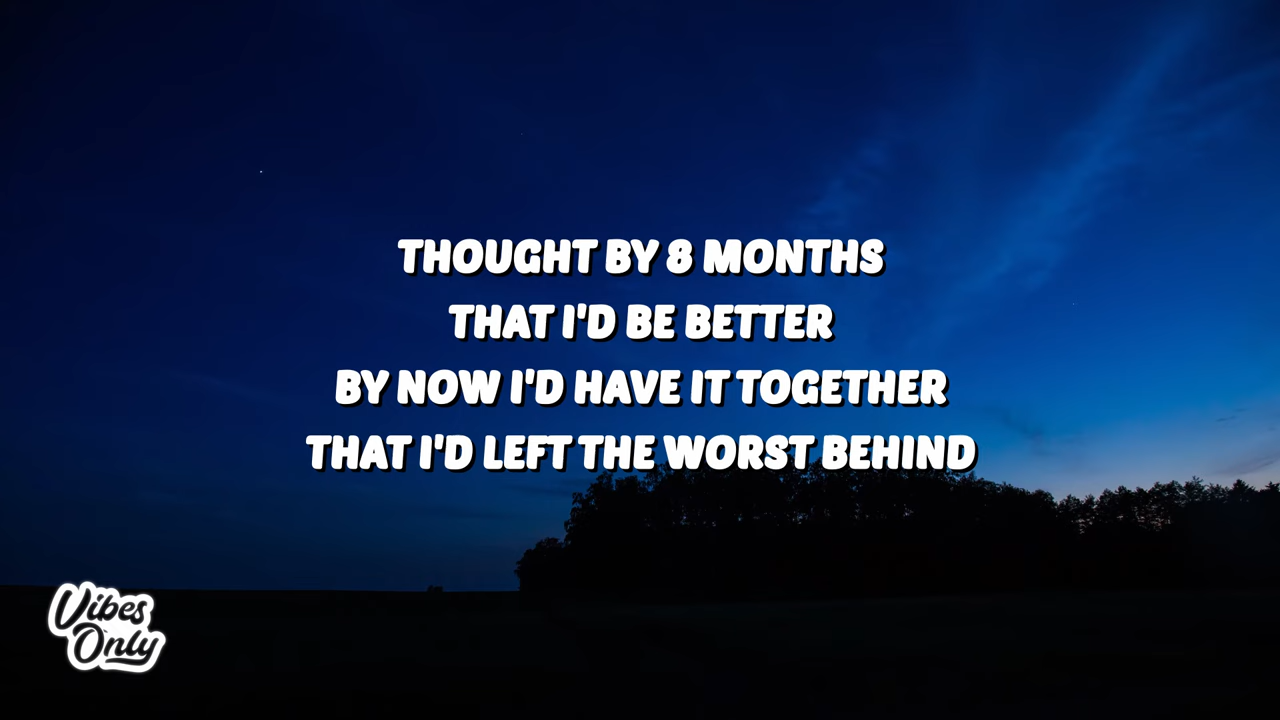 THOUGHT BY 8 MONTHS
THAT I'D BE BETTER
BY NOW I'D HAVE IT TOGETHER
THAT I'D LEFT THE WORST BEHIND
Vibes
Only